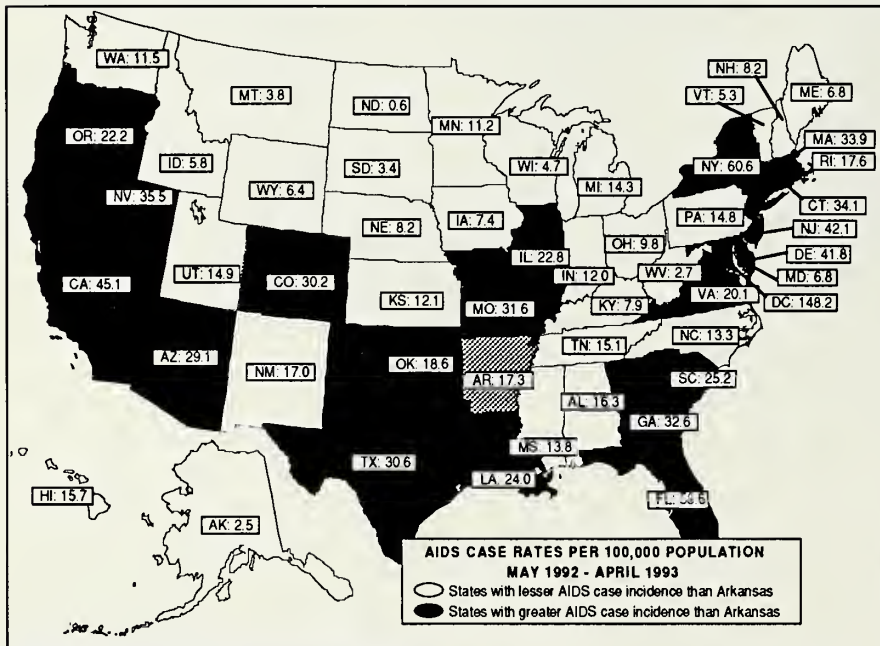 WA: 11.5
MT: 3.8
ND: 0.6
MN: 11.2
NH: 8.2
VT: 5.3
ME: 6.8
OR: 22.2
ID: 5.8
WY: 6.4
SD: 3.4
WI: 4.7
MI: 14.3
NY: 60.6
MA: 33.9
RI: 17.6
CT: 34.1
NV: 35.5
NE: 8.2
IA: 7.4
PA: 14.8
NJ: 42.1
OH: 9.8
DE: 41.8
CA: 45.1
UT: 14.9
CO: 30.2
KS: 12.1
MO: 31.6
IL: 22.8
IN: 12.0
WV: 2.7
MD: 6.8
VA: 20.1
DC: 148.2
KY: 7.9
AZ: 29.1
NM: 17.0
OK: 18.6
AR: 17.3
TN: 15.1
NC: 13.3
SC: 25.2
AL: 16.3
GA: 32.6
TX: 30.6
MS: 13.8
LA: 24.0
FL:
HI: 15.7
AK: 2.5
AIDS CASE RATES PER 100,000 POPULATION
MAY 1992 - APRIL 1993
States with lesser AIDS case incidence than Arkansas
States with greater AIDS case incidence than Arkansas